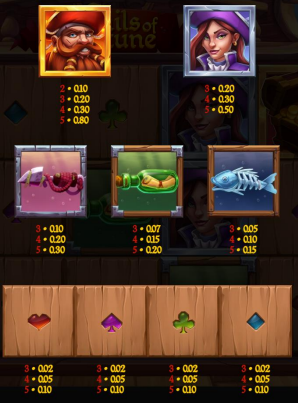 ils of
une
2 • 0.10
3 • 0.20
4 • 0.30
5 • 0.80
3 • 0.20
4 • 0.30
5 • 0.50
3 • 0.10
4 • 0.20
5 • 0.30
3 • 0.07
4 • 0.15
5 • 0.20
3 • 0.05
4 • 0.10
5 • 0.15
3 • 0.02
4 • 0.05
5 • 0.10
3 • 0.02
4 • 0.05
5 • 0.10
3 • 0.02
4 • 0.05
5 • 0.10
3 • 0.02
4 • 0.05
5 • 0.10